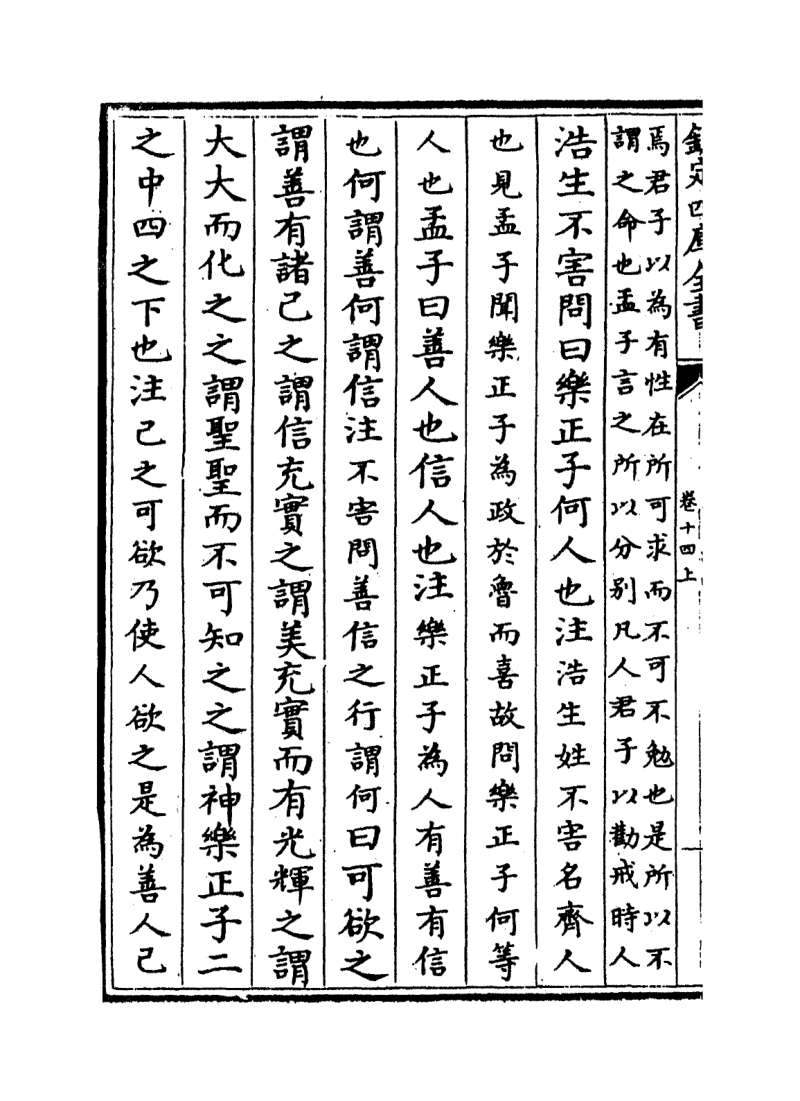 欽定四庫全書
卷十四上
焉君子以為有性在所可求而不可不勉也是所以不
謂之命也孟子言之所以分别凡人君子以勸戒時人
浩生不害問曰樂正子何人也注浩生姓不害名齊人
也見孟子聞樂正子為政於魯而喜故問樂正子何等
人也孟子曰善人也信人也注樂正子為人有善有信
也何謂善何謂信注不害問善信之行謂何曰可欲之
謂善有諸己之謂信充實之謂美充實而有光輝之謂
大大而化之之謂聖聖而不可知之之謂神樂正子二
之中四之下也注己之可欲乃使人欲之是為善人己